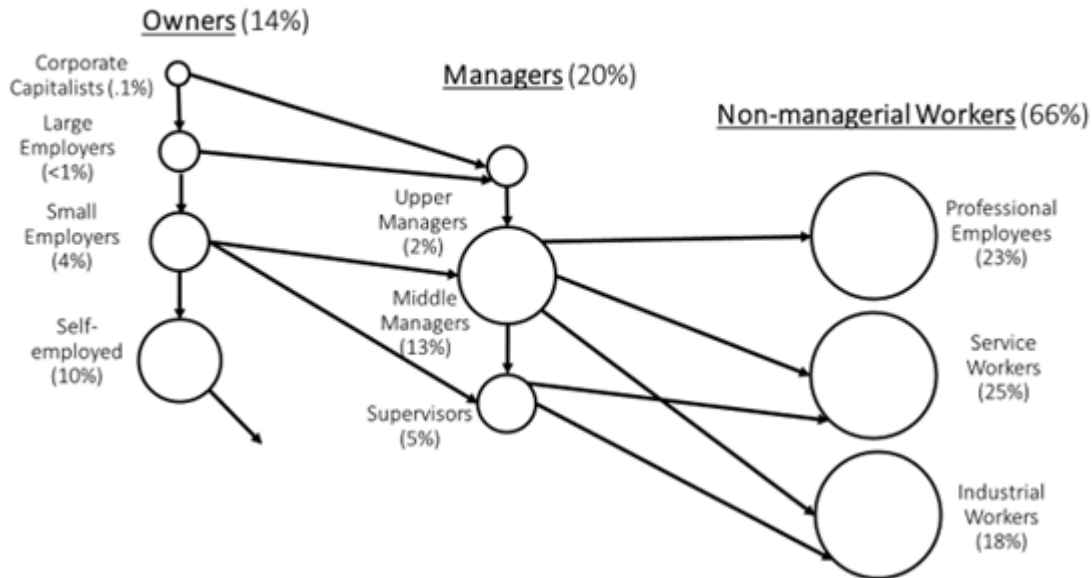 Owners (14%)
Corporate
Capitalists (.1%)
Large
Employers
(<1%)
Small
Employers
(4%)
Self-
employed
(10%)
Managers (20%)
Upper
Managers
(2%)
Middle
Managers
(13%)
Supervisors
(5%)
Non-managerial Workers (66%)
Professional
Employees
(23%)
Service
Workers
(25%)
Industrial
Workers
(18%)